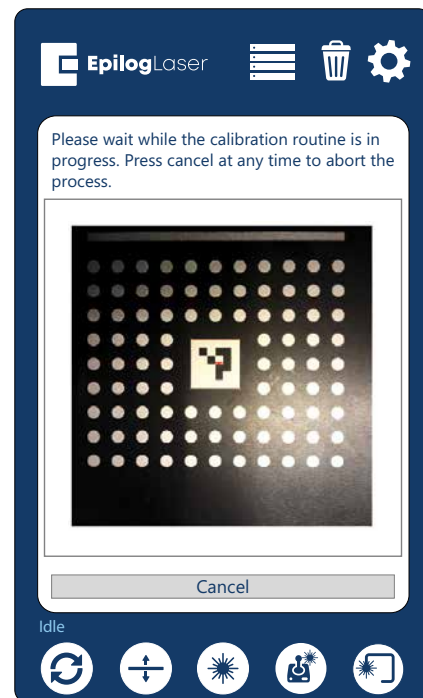 EpilogLaser
Please wait while the calibration routine is in
progress. Press cancel at any time to abort the
process.
Cancel
Idle